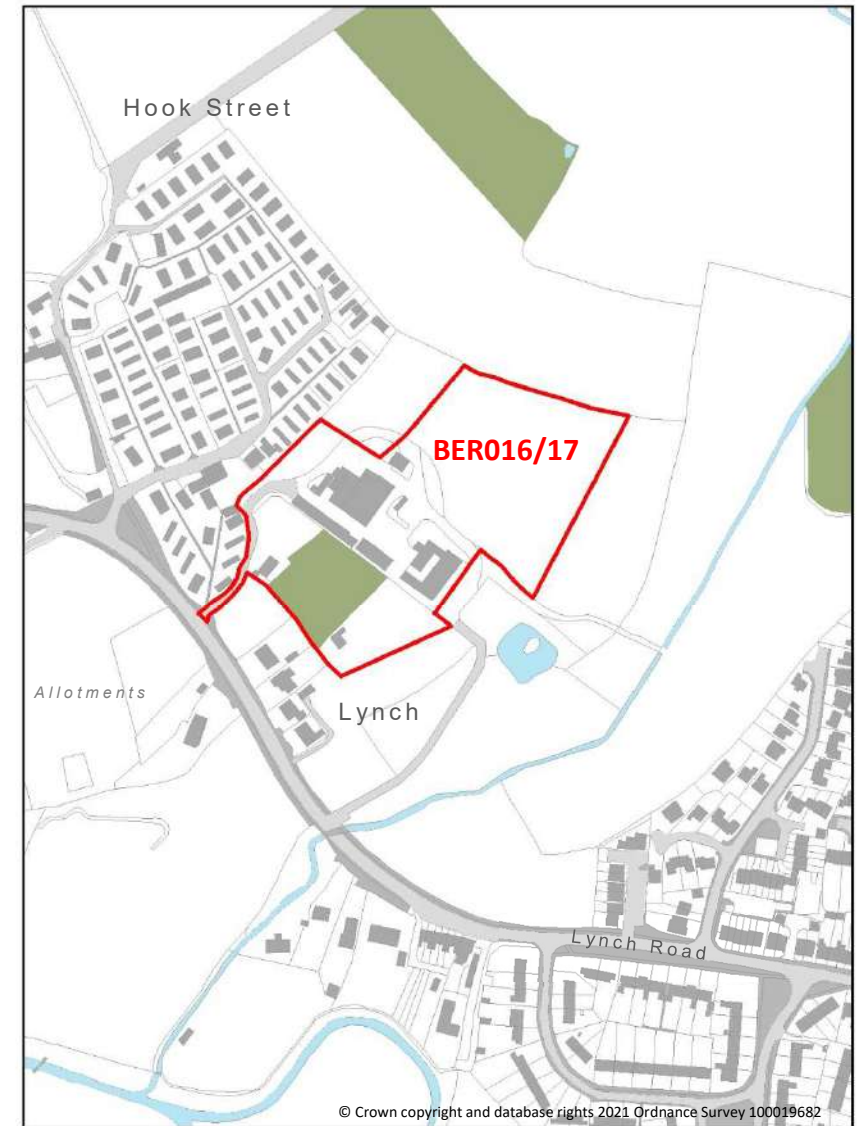 Hook Street
BER016/17
Allotments
Lynch
Lynch Road
© Crown copyright and database rights 2021 Ordnance Survey 100019682